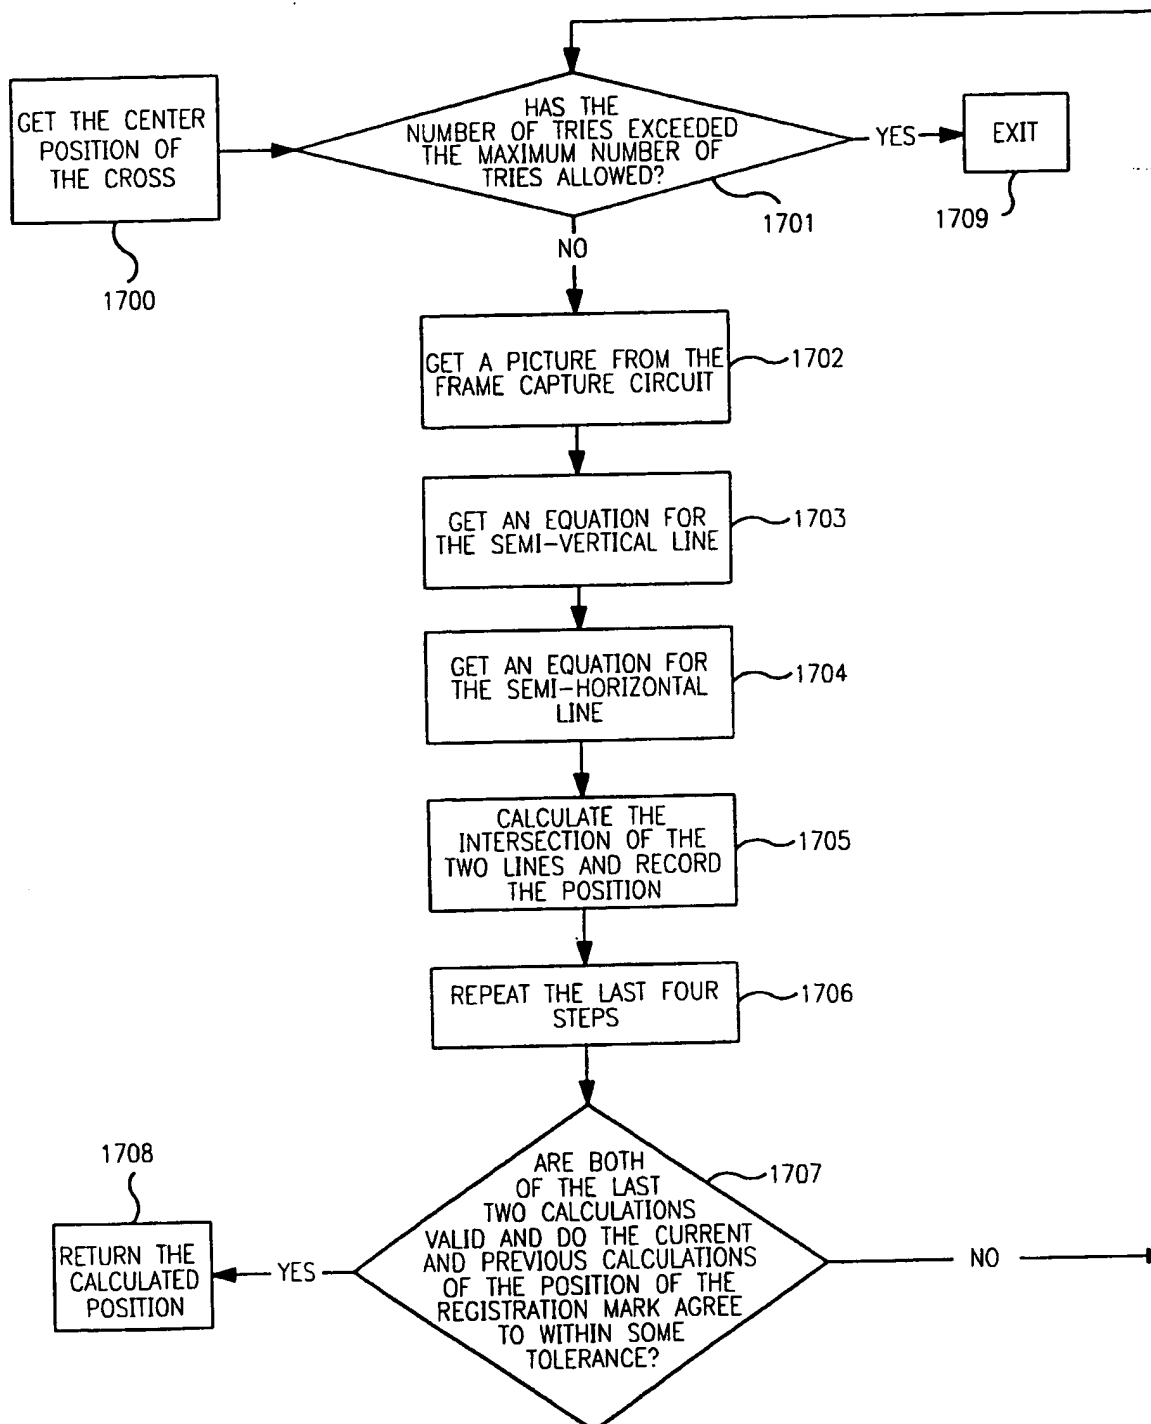 GET THE CENTER
POSITION OF
THE CROSS
1700
HAS THE
NUMBER OF TRIES EXCEEDED
THE MAXIMUM NUMBER OF
TRIES ALLOWED?
1701
YES
EXIT
1709
NO
GET A PICTURE FROM THE
FRAME CAPTURE CIRCUIT
1702
GET AN EQUATION FOR
THE SEMI-VERTICAL LINE
1703
GET AN EQUATION FOR
THE SEMI-HORIZONTAL
LINE
1704
CALCULATE THE
INTERSECTION OF THE
TWO LINES AND RECORD
THE POSITION
1705
REPEAT THE LAST FOUR
STEPS
1706
ARE BOTH
OF THE LAST
TWO CALCULATIONS
VALID AND DO THE CURRENT
AND PREVIOUS CALCULATIONS
OF THE POSITION OF THE
REGISTRATION MARK AGREE
TO WITHIN SOME
TOLERANCE?
1707
NO
YES
1708
RETURN THE
CALCULATED
POSITION